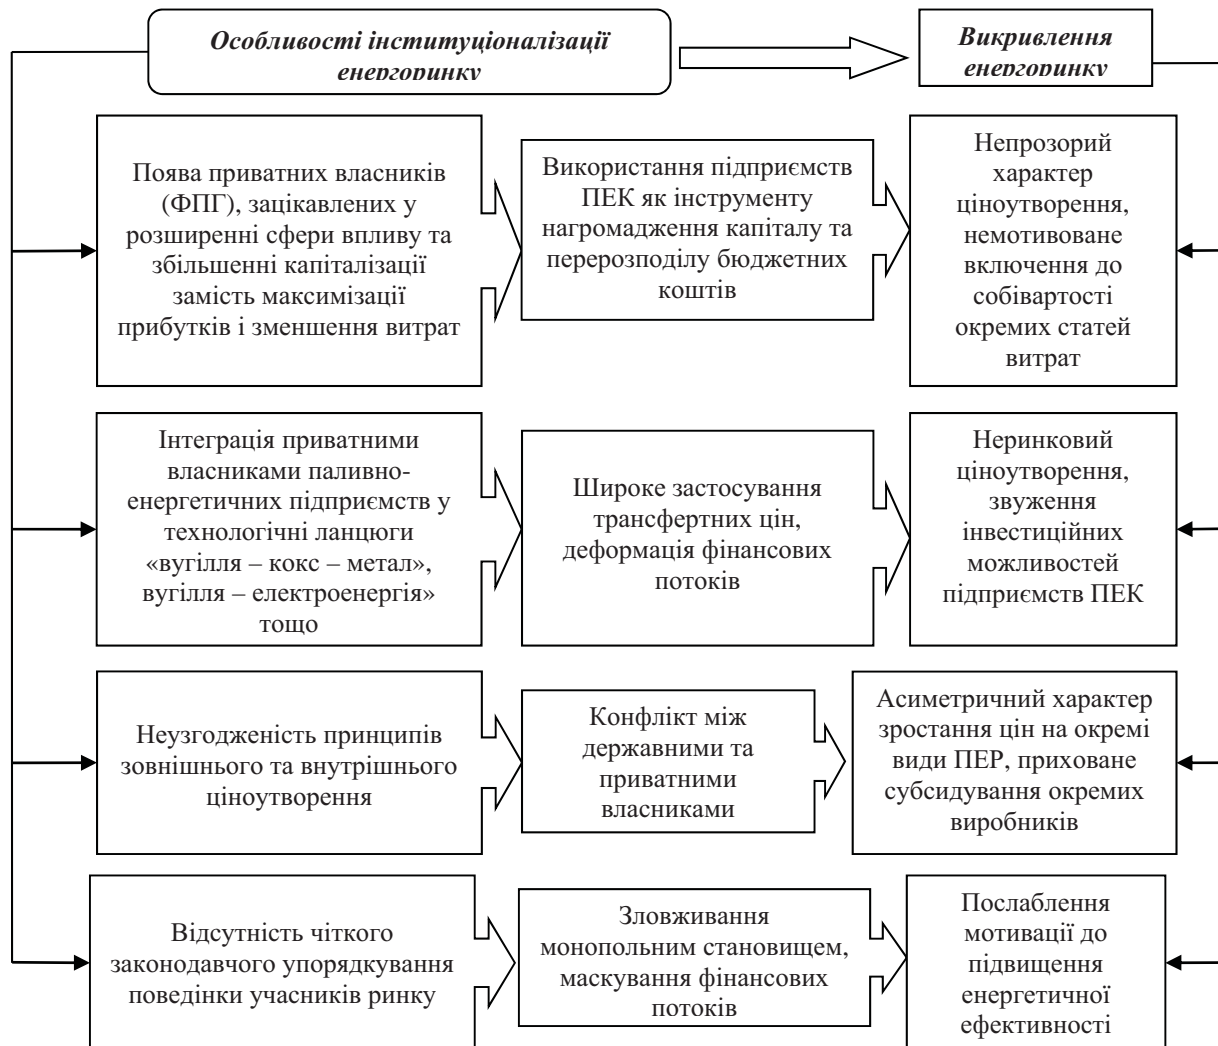 Особливості інституціоналізації
енергоринку
Викривлення
енергоринку
Поява приватних власників
(ФПГ), зацікавлених у
розширенні сфери впливу та
збільшенні капіталізації
замість максимізації
прибутків і зменшення витрат
Використання підприємств
ПЕК як інструменту
нагромадження капіталу та
перерозподілу бюджетних
коштів
Непрозорий
характер
ціноутворення,
немотивоване
включення до
собівартості
окремих статей
витрат
Інтеграція приватними
власниками паливно-
енергетичних підприємств у
технологічні ланцюги
«вугілля – кокс – метал»,
вугілля – електроенергія»
тощо
Широке застосування
трансфертних цін,
деформація фінансових
потоків
Неринковий
ціноутворення,
звуження
інвестиційних
можливостей
підприємств ПЕК
Неузгодженість принципів
зовнішнього та внутрішнього
ціноутворення
Конфлікт між
державними та
приватними
власниками
Асиметричний характер
зростання цін на окремі
види ПЕР, приховане
субсидування окремих
виробників
Відсутність чіткого
законодавчого упорядкування
поведінки учасників ринку
Зловживання
монопольним становищем,
маскування фінансових
потоків
Послаблення
мотивації до
підвищення
енергетичної
ефективності